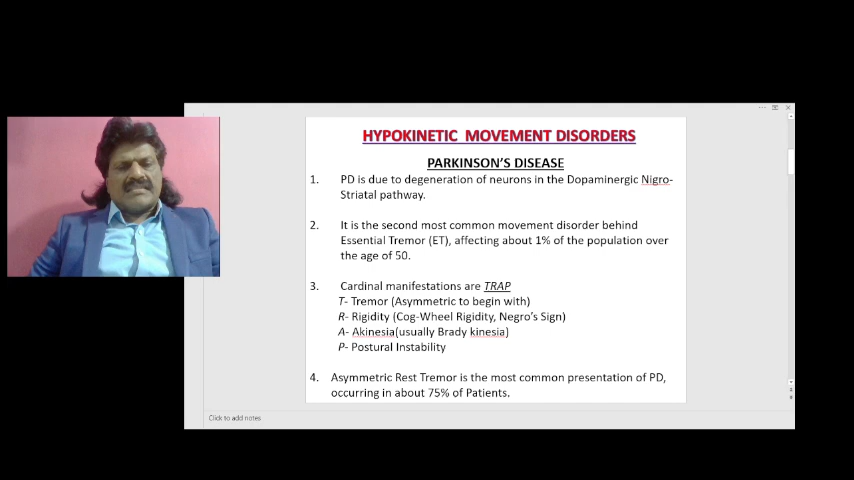 HYPOKINETIC MOVEMENT DISORDERS
PARKINSON'S DISEASE
1. PD is due to degeneration of neurons in the Dopaminergic Nigro-
Striatal pathway.
2. It is the second most common movement disorder behind
Essential Tremor (ET), affecting about 1% of the population over
the age of 50.
3. Cardinal manifestations are TRAP
T- Tremor (Asymmetric to begin with)
R- Rigidity (Cog-Wheel Rigidity, Negro's Sign)
A- Akinesia(usually Brady kinesia)
P- Postural Instability
4. Asymmetric Rest Tremor is the most common presentation of PD,
occurring in about 75% of Patients.
Click to add notes